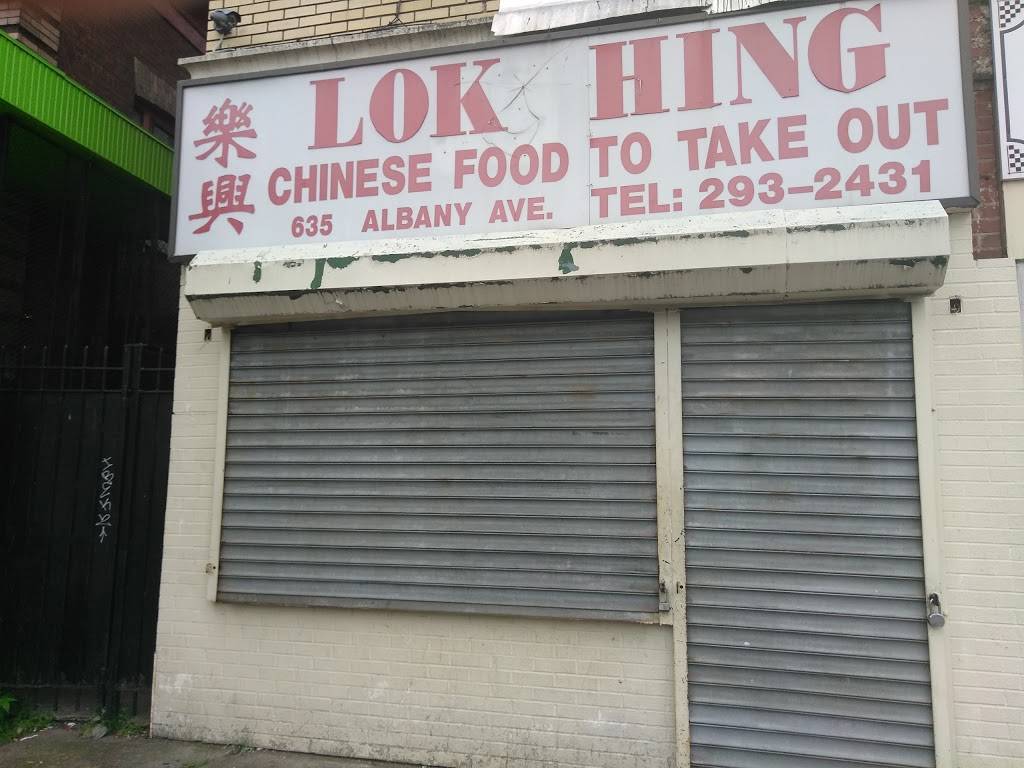 樂興
LOK HING
CHINESE FOOD TO TAKE OUT
635 ALBANY AVE. TEL: 293-2431